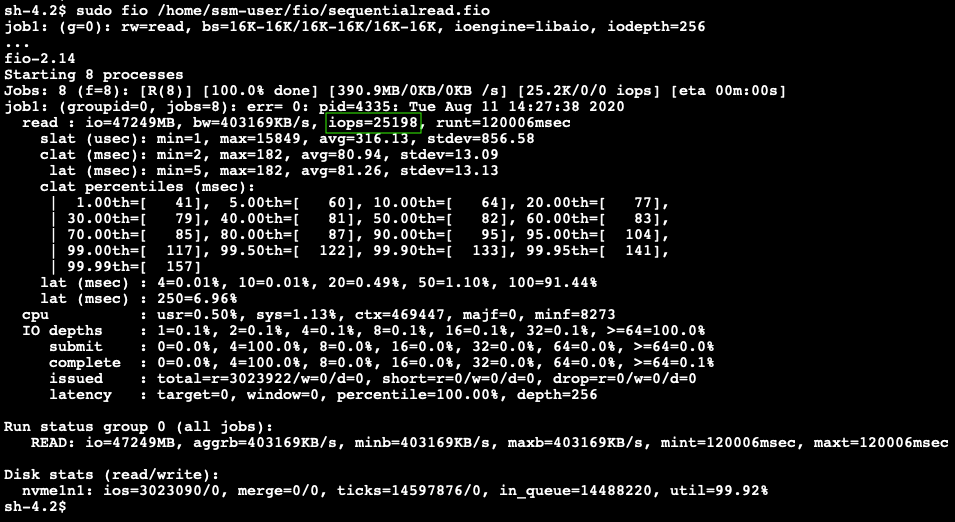 sh-4.2$ sudo fio /home/ssm-user/fio/sequentialread.fio
job1: (g=0): rw=read, bs=16K-16K/16K-16K/16K-16K, ioengine=libaio, iodepth=256
...
fio-2.14
Starting 8 processes
Jobs: 8 (f=8): [R(8)] [100.0% done] [390.9MB/0KB/0KB /s] [25.2K/0/0 iops] [eta 00m:00s]
job1: (groupid=0, jobs=8): err= 0: pid=4335: Tue Aug 11 14:27:38 2020
  read : io=47249MB, bw=403169KB/s, iops=25198, runt=120006msec
    slat (usec): min=1, max=15849, avg=316.13, stdev=856.58
    clat (msec): min=2, max=182, avg=80.94, stdev=13.09
     lat (msec): min=5, max=182, avg=81.26, stdev=13.13
    clat percentiles (msec):
     |  1.00th=[   41],  5.00th=[   60], 10.00th=[   64], 20.00th=[   77],
     | 30.00th=[   79], 40.00th=[   81], 50.00th=[   82], 60.00th=[   83],
     | 70.00th=[   85], 80.00th=[   87], 90.00th=[   95], 95.00th=[  104],
     | 99.00th=[  117], 99.50th=[  122], 99.90th=[  133], 99.95th=[  141],
     | 99.99th=[  157]
    lat (msec) : 4=0.01%, 10=0.01%, 20=0.49%, 50=1.10%, 100=91.44%
    lat (msec) : 250=6.96%
  cpu          : usr=0.50%, sys=1.13%, ctx=469447, majf=0, minf=8273
  IO depths    : 1=0.1%, 2=0.1%, 4=0.1%, 8=0.1%, 16=0.1%, 32=0.1%, >=64=100.0%
     submit    : 0=0.0%, 4=100.0%, 8=0.0%, 16=0.0%, 32=0.0%, 64=0.0%, >=64=0.0%
     complete  : 0=0.0%, 4=100.0%, 8=0.0%, 16=0.0%, 32=0.0%, 64=0.0%, >=64=0.1%
     issued    : total=r=3023922/w=0/d=0, short=r=0/w=0/d=0, drop=r=0/w=0/d=0
     latency   : target=0, window=0, percentile=100.00%, depth=256

Run status group 0 (all jobs):
   READ: io=47249MB, aggrb=403169KB/s, minb=403169KB/s, maxb=403169KB/s, mint=120006msec, maxt=120006msec

Disk stats (read/write):
  nvme1n1: ios=3023090/0, merge=0/0, ticks=14597876/0, in_queue=14488220, util=99.92%
sh-4.2$